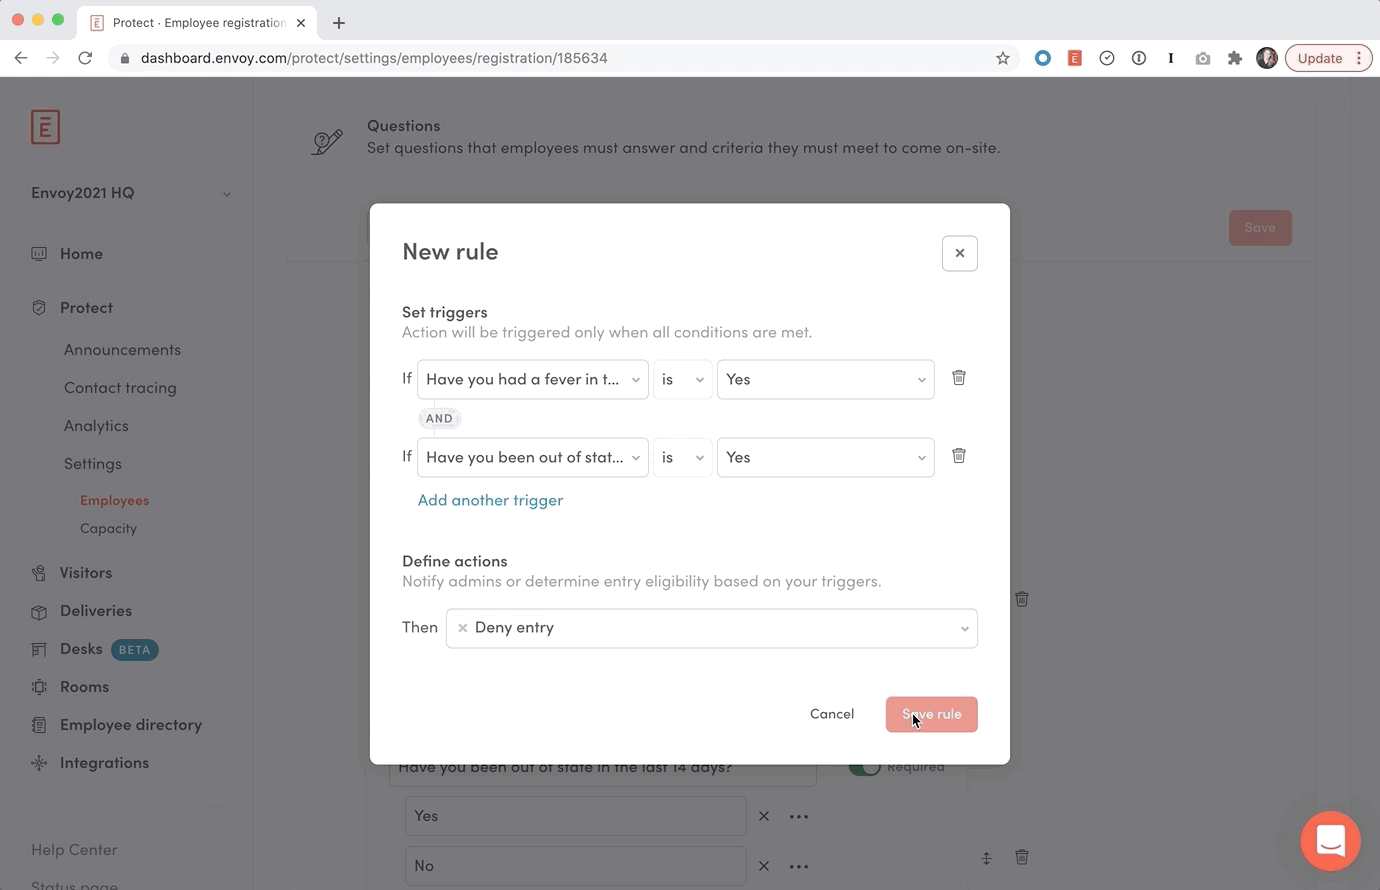 Protect · Employee registration
dashboard.envoy.com/protect/settings/employees/registration/185634
Update
Envoy2021 HQ
Home
Protect
Announcements
Contact tracing
Analytics
Settings
Employees
Capacity
Visitors
Deliveries
Desks BETA
Rooms
Employee directory
Integrations
Help Center
Status page
Questions
Set questions that employees must answer and criteria they must meet to come on-site.
Save
New rule
Set triggers
Action will be triggered only when all conditions are met.
If Have you had a fever in t... is Yes
AND
If Have you been out of stat... is Yes
Add another trigger
Define actions
Notify admins or determine entry eligibility based on your triggers.
Then × Deny entry
Cancel Save rule
Have you been out of state in the last 14 days? Required
Yes
No